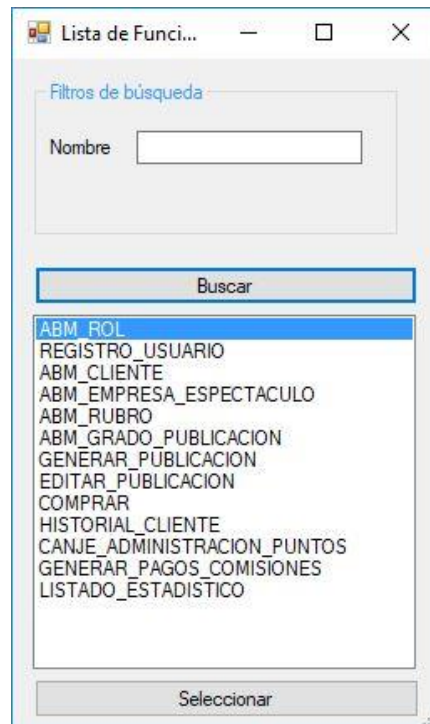 Lista de Funci...
Filtros de búsqueda
Nombre
Buscar
ABM_ROL
REGISTRO_USUARIO
ABM_CLIENTE
ABM_EMPRESA_ESPECTACULO
ABM_RUBRO
ABM_GRADO_PUBLICACION
GENERAR_PUBLICACION
EDITAR_PUBLICACION
COMPRAR
HISTORIAL_CLIENTE
CANJE_ADMINISTRACION_PUNTOS
GENERAR_PAGOS_COMISIONES
LISTADO_ESTADISTICO
Seleccionar